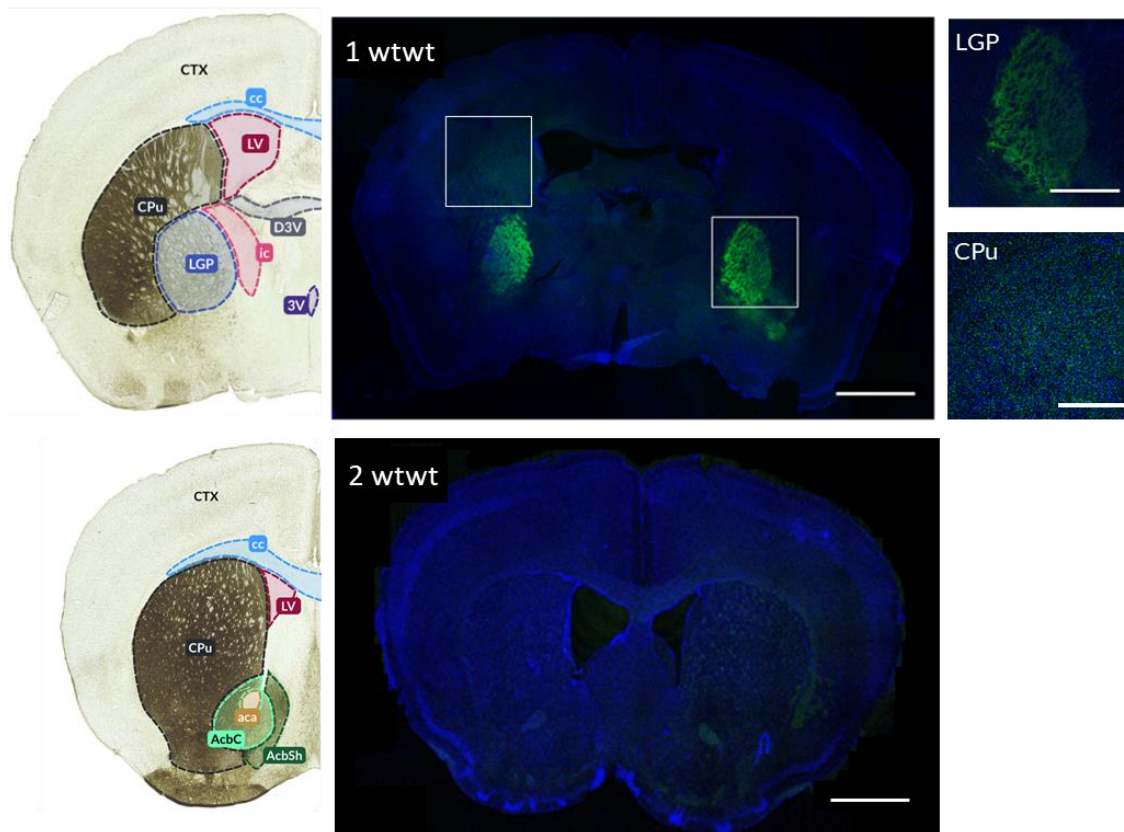 CTX
cc
LV
CPu
D3V
LGP
ic
3V
1 wtwt
LGP
CPu
CTX
cc
LV
CPu
aca
AcbC
AcbSh
2 wtwt